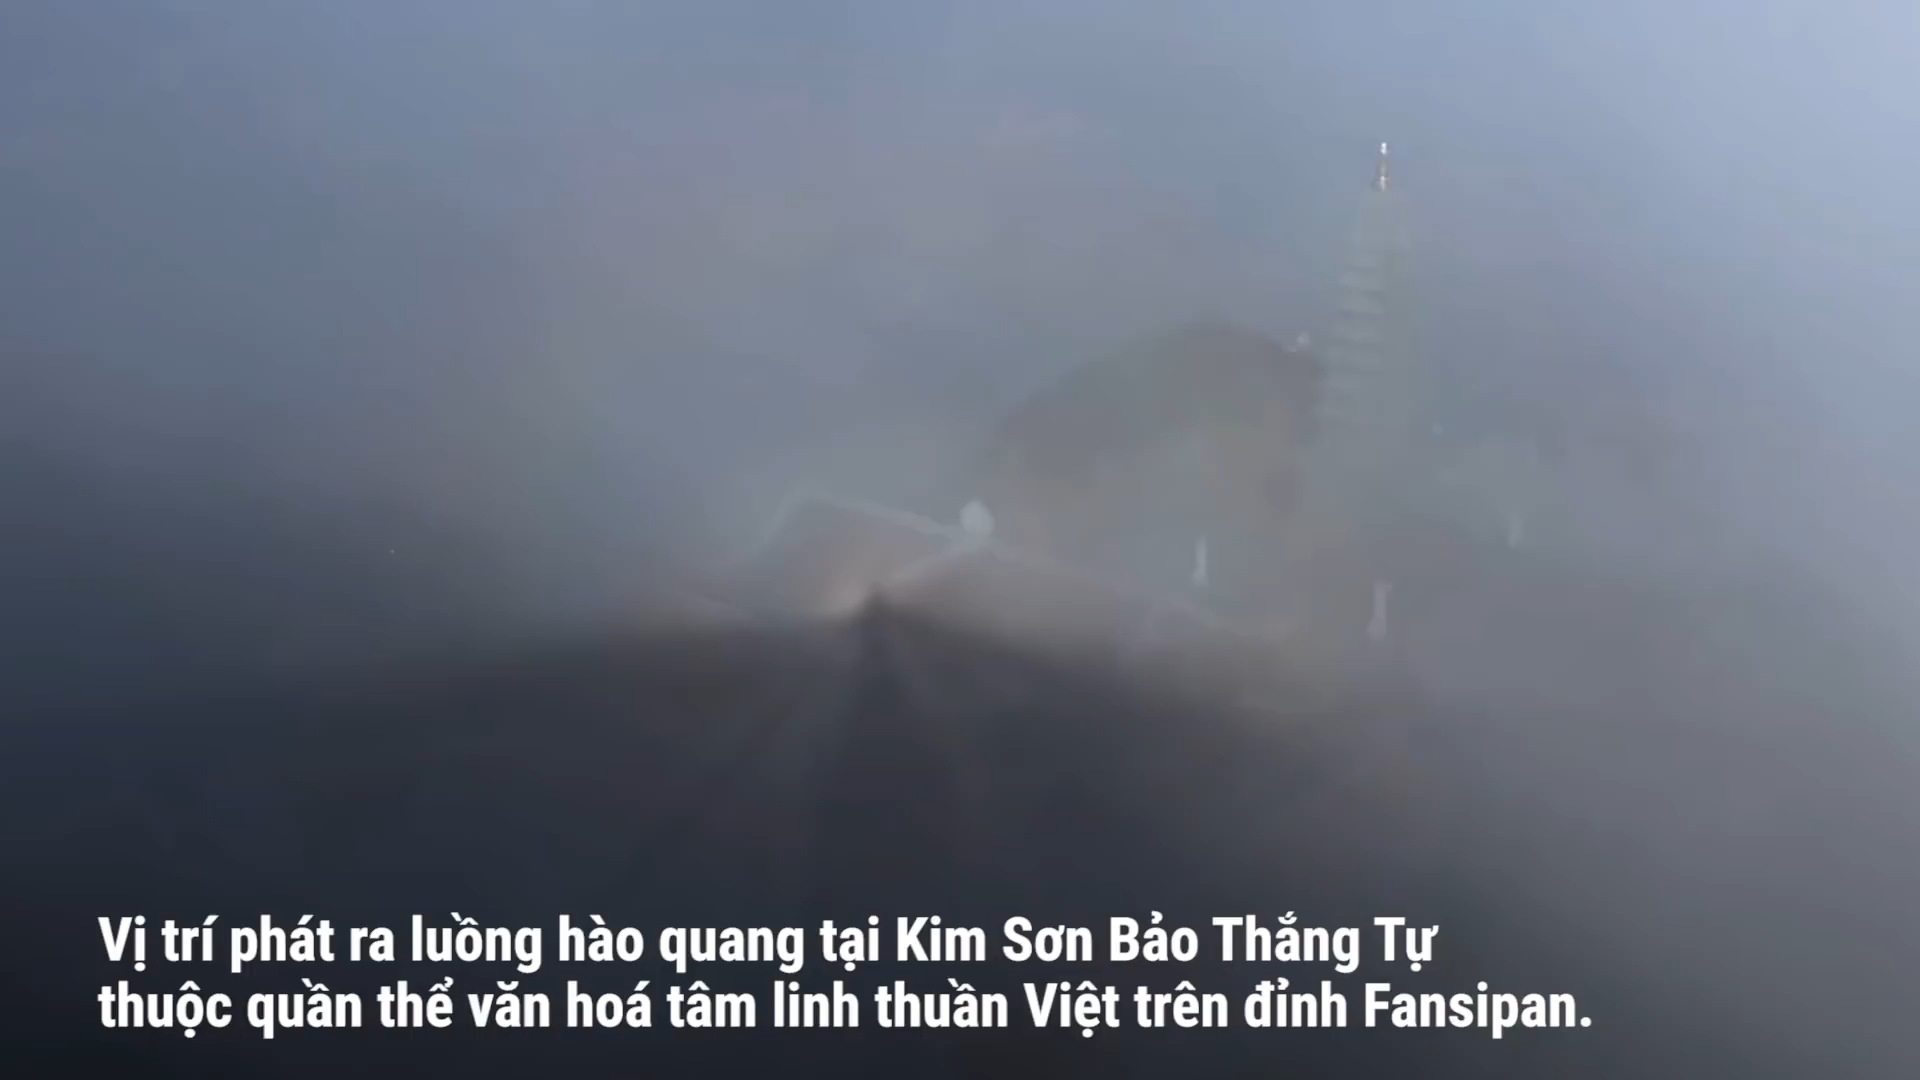 Vị trí phát ra luồng hào quang tại Kim Sơn Bảo Thắng Tự
thuộc quần thể văn hoá tâm linh thuần Việt trên đỉnh Fansipan.